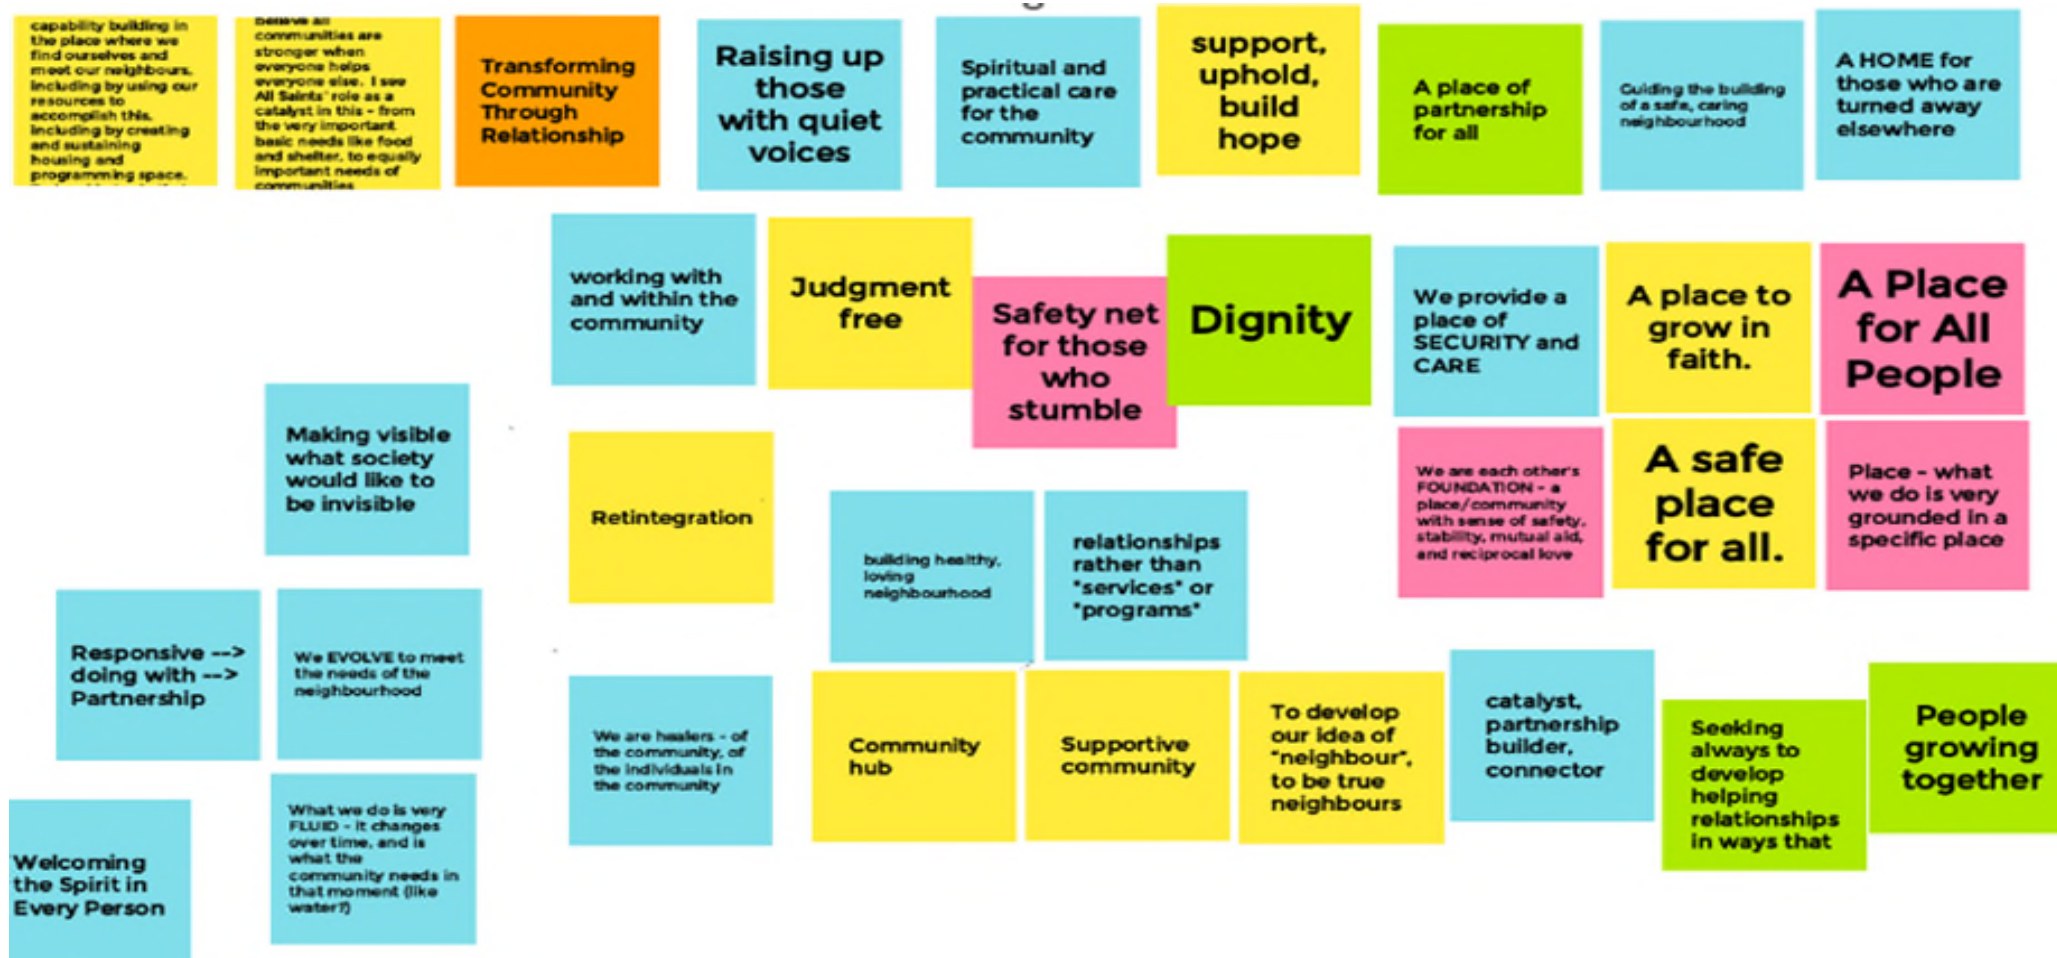 capability building in
the place where we
find ourselves and
meet our neighbours,
including by using our
resources to
accomplish this,
including by creating
and sustaining
housing and
programming space.
believe all
communities are
stronger when
everyone helps
everyone else. I see
All Saints' role as a
catalyst in this - from
the very important
basic needs like food
and shelter, to equally
important needs of
communities
Transforming
Community
Through
Relationship
Raising up
those
with quiet
voices
Spiritual and
practical care
for the
community
support,
uphold,
build
hope
A place of
partnership
for all
Guiding the building
of a safe, caring
neighbourhood
A HOME for
those who are
turned away
elsewhere
working with
and within the
community
Judgment
free
Safety net
for those
who
stumble
Dignity
We provide a
place of
SECURITY and
CARE
A place to
grow in
faith.
A Place
for All
People
Making visible
what society
would like to
be invisible
Retintegration
building healthy,
loving
neighbourhood
relationships
rather than
"services" or
"programs"
We are each other's
FOUNDATION - a
place/community
with sense of safety,
stability, mutual aid,
and reciprocal love
A safe
place
for all.
Place - what
we do is very
grounded in a
specific place
Responsive -->
doing with -->
Partnership
We EVOLVE to meet
the needs of the
neighbourhood
We are healers - of
the community, of
the individuals in
the community
Community
hub
Supportive
community
To develop
our idea of
"neighbour",
to be true
neighbours
catalyst,
partnership
builder,
connector
Seeking
always to
develop
helping
relationships
in ways that
People
growing
together
Welcoming
the Spirit in
Every Person
What we do is very
FLUID - it changes
over time, and is
what the
community needs in
that moment (like
water?)